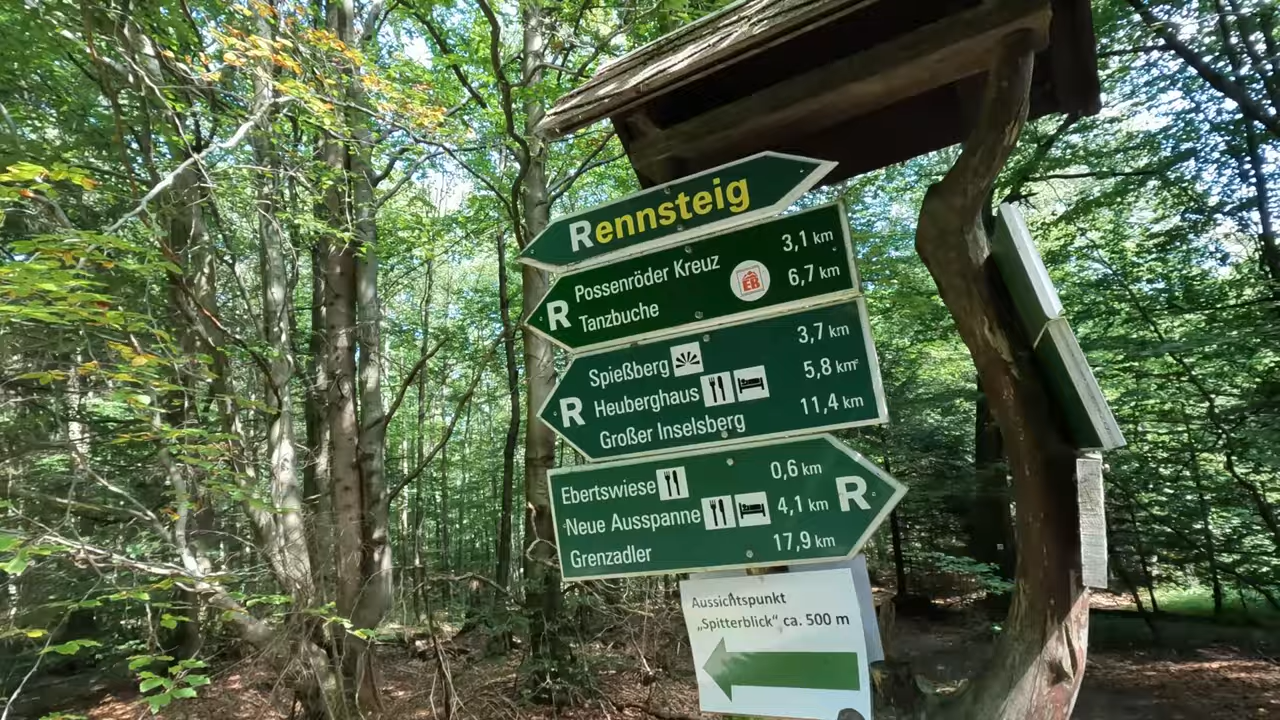 Rennsteig
R Possenröder Kreuz 3,1 km
Tanzbuche EB 6,7 km
Spießberg 3,7 km
R Heuberghaus 5,8 km
Großer Inselsberg 11,4 km
Ebertswiese 0,6 km
Neue Ausspanne 4,1 km R
Grenzadler 17,9 km
Aussichtspunkt
„Spitterblick“ ca. 500 m